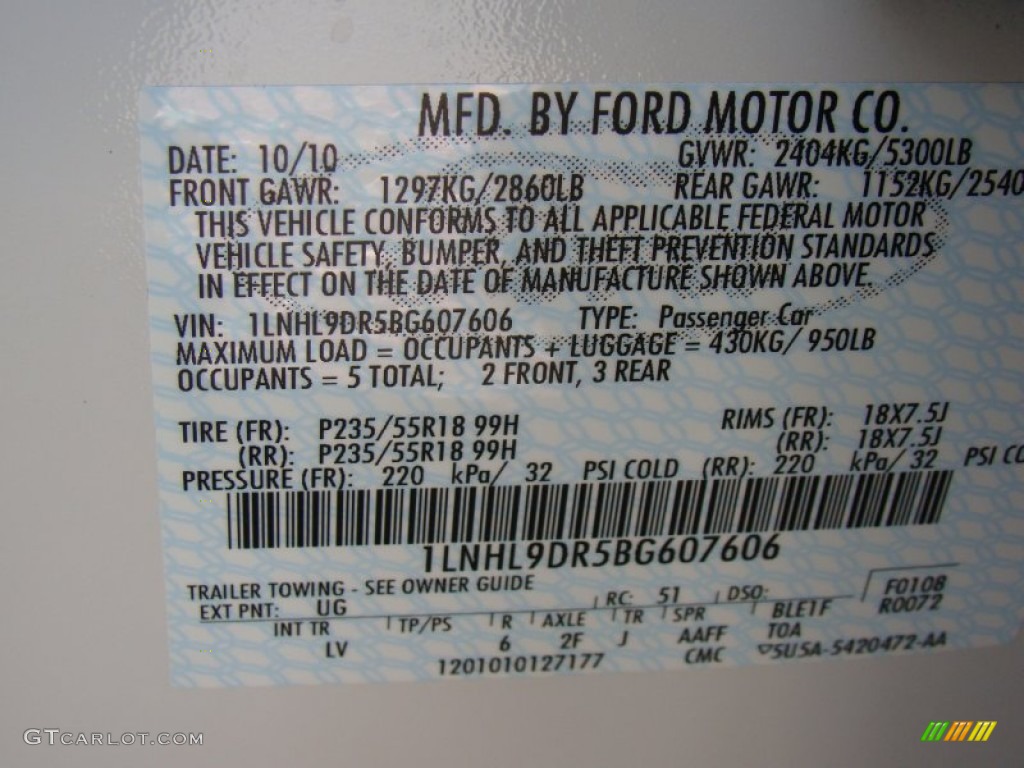 MFD. BY FORD MOTOR CO.
DATE: 10/10 GVWR: 2404KG/5300LB
FRONT GAWR: 1297KG/2860LB REAR GAWR: 1152KG/2540
THIS VEHICLE CONFORMS TO ALL APPLICABLE FEDERAL MOTOR
VEHICLE SAFETY, BUMPER, AND THEFT PREVENTION STANDARDS
IN EFFECT ON THE DATE OF MANUFACTURE SHOWN ABOVE.
VIN: 1LNHL9DR5BG607606 TYPE: Passenger Car
MAXIMUM LOAD = OCCUPANTS + LUGGAGE = 430KG/ 950LB
OCCUPANTS = 5 TOTAL; 2 FRONT, 3 REAR
TIRE (FR): P235/55R18 99H RIMS (FR): 18X7.5J
(RR): P235/55R18 99H (RR): 18X7.5J
PRESSURE (FR): 220 kPa/ 32 PSI COLD (RR): 220 kPa/ 32 PSI CO
1LNHL9DR5BG607606
TRAILER TOWING - SEE OWNER GUIDE
EXT PNT: UG RC: 51 DSO: F0108
R0072
INT TR TP/PS R AXLE TR SPR BLETF
LV 6 2F J AAFF TOA
1201010127177 CMC 5U5A-5420472-AA
GTCARLOT.COM